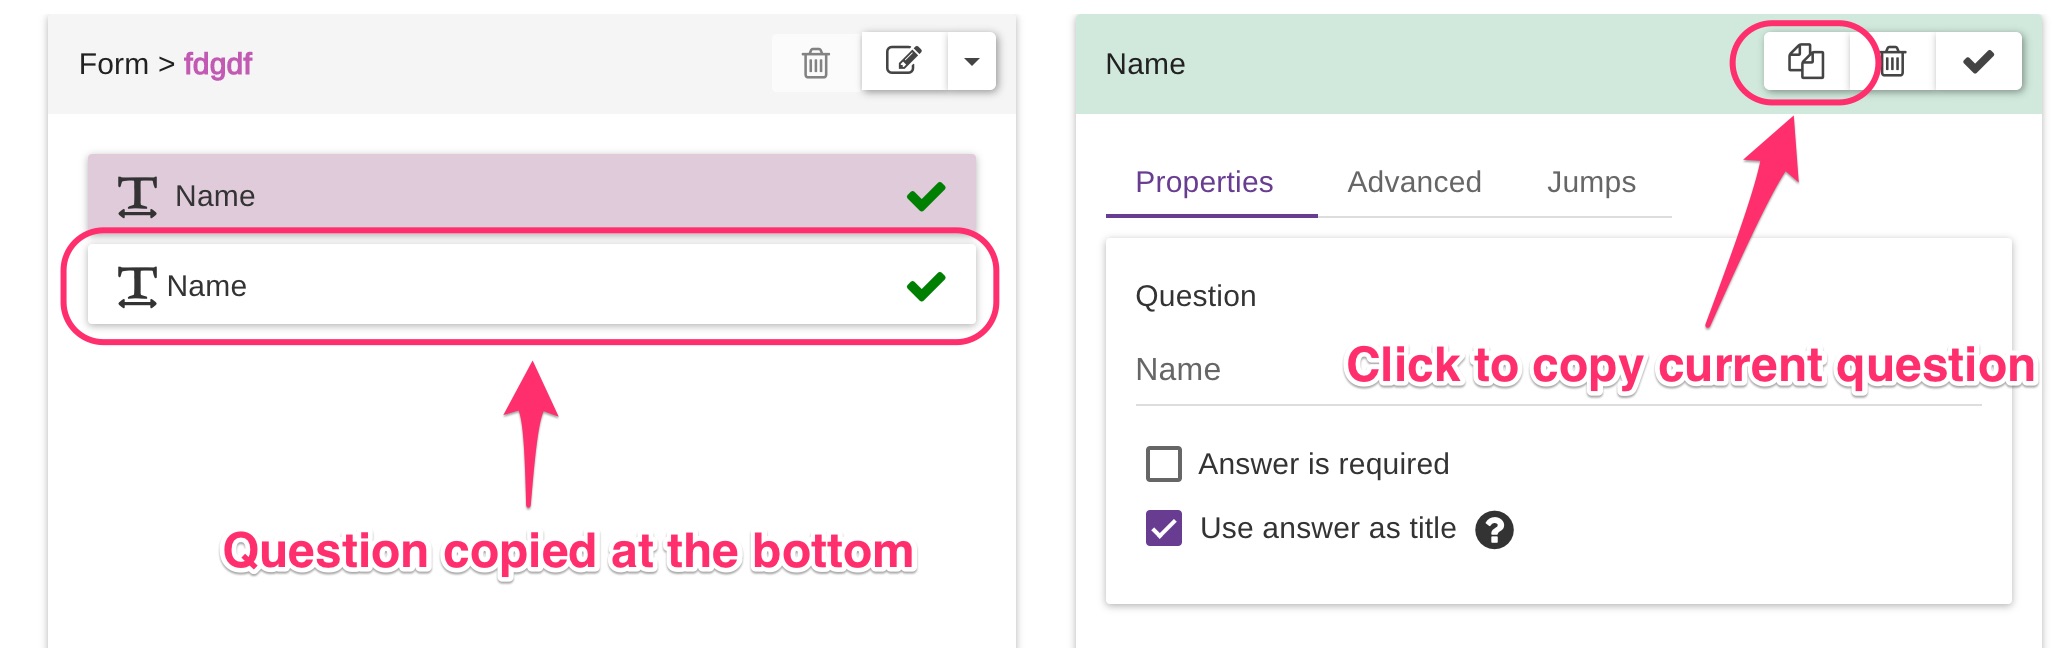 Form > fdgdf
Name
Name
Question copied at the bottom
Name
Properties Advanced Jumps
Question
Name
Click to copy current question
Answer is required
Use answer as title ?